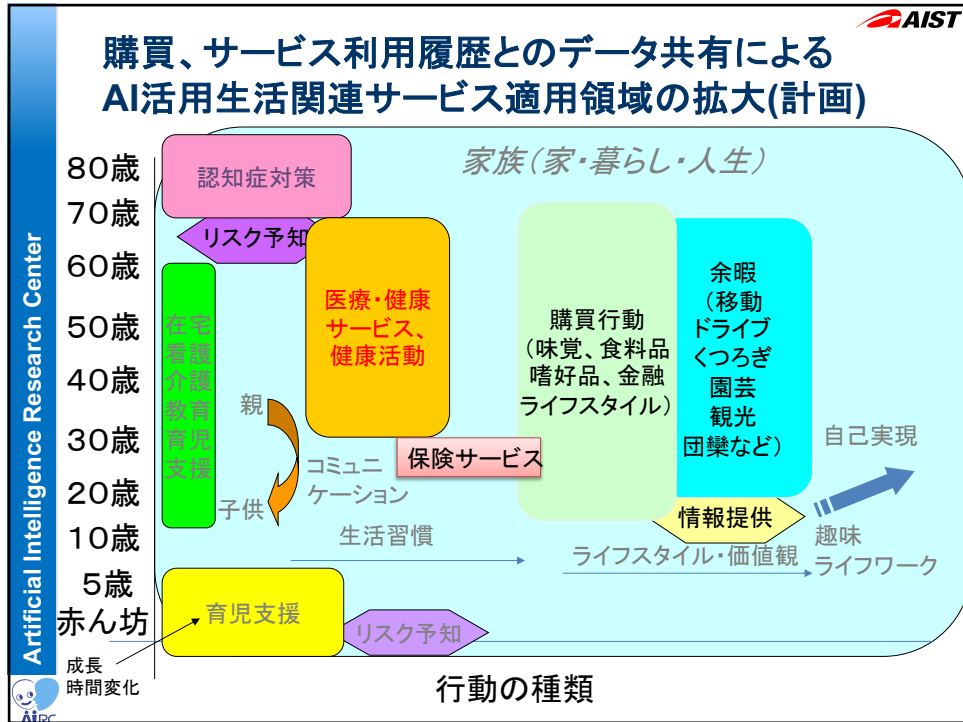 AIST
購買、サービス利用履歴とのデータ共有による
AI活用生活関連サービス適用領域の拡大(計画)
Artificial Intelligence Research Center
家族(家・暮らし・人生)
80歳
70歳
60歳
50歳
40歳
30歳
20歳
10歳
5歳
赤ん坊
認知症対策
リスク予知
在宅
看護
介護
教育
育児
支援
医療・健康
サービス、
健康活動
親
子供
コミュニ
ケーション
保険サービス
生活習慣
購買行動
(味覚、食料品
嗜好品、金融
ライフスタイル)
余暇
(移動
ドライブ
くつろぎ
園芸
観光
団欒など)
情報提供
自己実現
趣味
ライフワーク
ライフスタイル・価値観
育児支援
リスク予知
成長
時間変化
行動の種類
AiRC